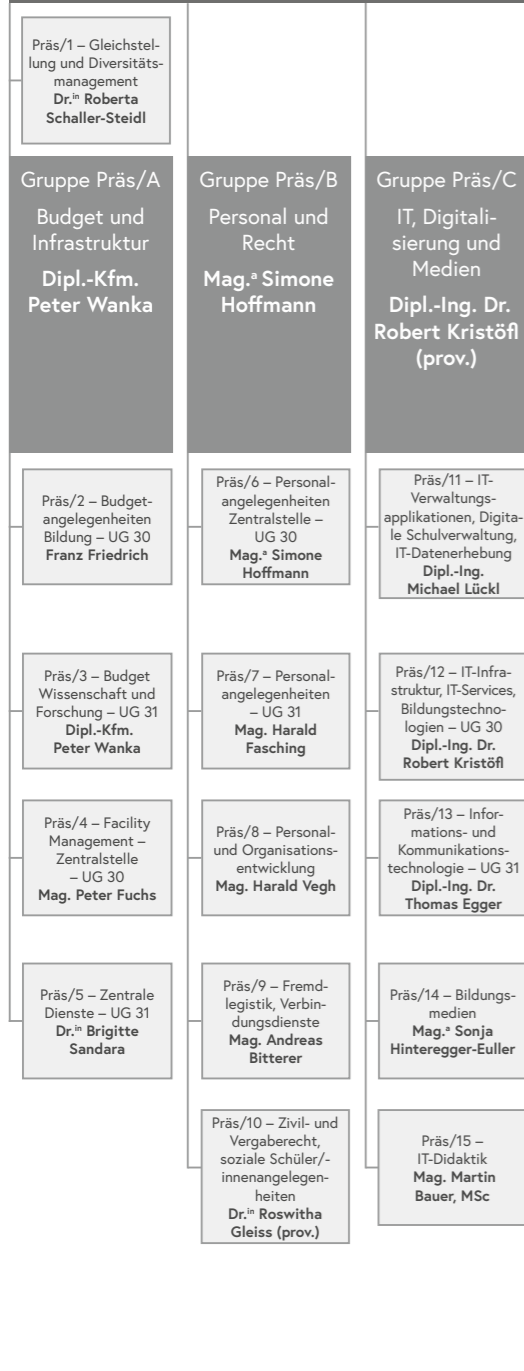 Präs/1 – Gleichstel-
lung und Diversitäts-
management
Dr.ⁱⁿ Roberta
Schaller-Steidl
Gruppe Präs/A
Budget und
Infrastruktur
Dipl.-Kfm.
Peter Wanka
Präs/2 – Budget-
angelegenheiten
Bildung – UG 30
Franz Friedrich
Präs/3 – Budget
Wissenschaft und
Forschung – UG 31
Dipl.-Kfm.
Peter Wanka
Präs/4 – Facility
Management –
Zentralstelle
– UG 30
Mag. Peter Fuchs
Präs/5 – Zentrale
Dienste – UG 31
Dr.ⁱⁿ Brigitte
Sandara
Gruppe Präs/B
Personal und
Recht
Mag.ᵃ Simone
Hoffmann
Präs/6 – Personal-
angelegenheiten
Zentralstelle –
UG 30
Mag.ᵃ Simone
Hoffmann
Präs/7 – Personal-
angelegenheiten
– UG 31
Mag. Harald
Fasching
Präs/8 – Personal-
und Organisations-
entwicklung
Mag. Harald Vegh
Präs/9 – Fremd-
legistik, Verbin-
dungsdienste
Mag. Andreas
Bitterer
Präs/10 – Zivil- und
Vergaberecht,
soziale Schüler/-
innenangelegen-
heiten
Dr.ⁱⁿ Roswitha
Gleiss (prov.)
Gruppe Präs/C
IT, Digitali-
sierung und
Medien
Dipl.-Ing. Dr.
Robert Kristöfl
(prov.)
Präs/11 – IT-
Verwaltungs-
applikationen, Digita-
le Schulverwaltung,
IT-Datenerhebung
Dipl.-Ing.
Michael Lückl
Präs/12 – IT-Infra-
struktur, IT-Services,
Bildungstechno-
logien – UG 30
Dipl.-Ing. Dr.
Robert Kristöfl
Präs/13 – Infor-
mations- und
Kommunikations-
technologie – UG 31
Dipl.-Ing. Dr.
Thomas Egger
Präs/14 – Bildungs-
medien
Mag.ᵃ Sonja
Hinteregger-Euller
Präs/15 –
IT-Didaktik
Mag. Martin
Bauer, MSc